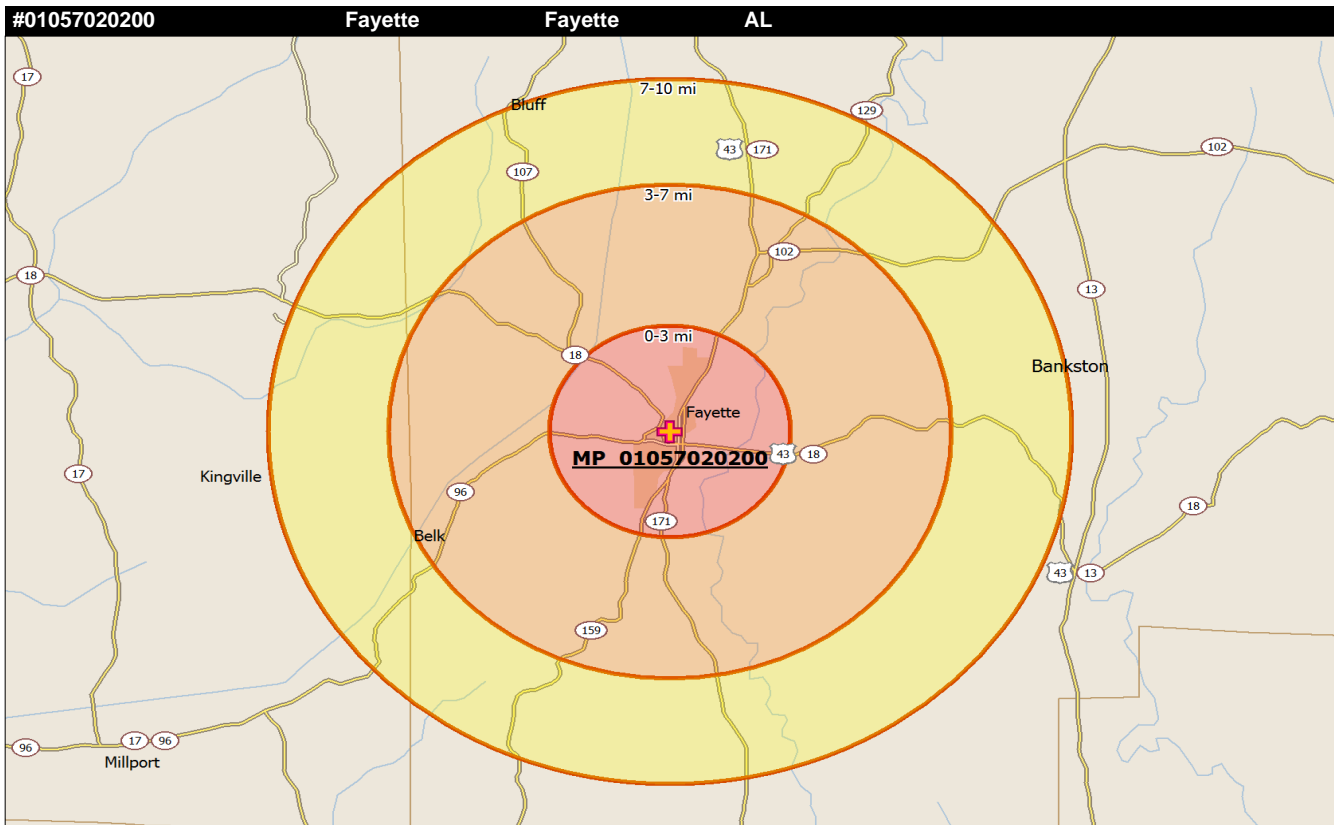 #01057020200 Fayette Fayette AL
17
7-10 mi
Bluff
129
43 171
102
107
3-7 mi
102
18
13
0-3 mi
18
Bankston
Fayette
43 18
MP 01057020200
17
Kingville
96
18
171
Belk
43 13
159
17 96
96
Millport